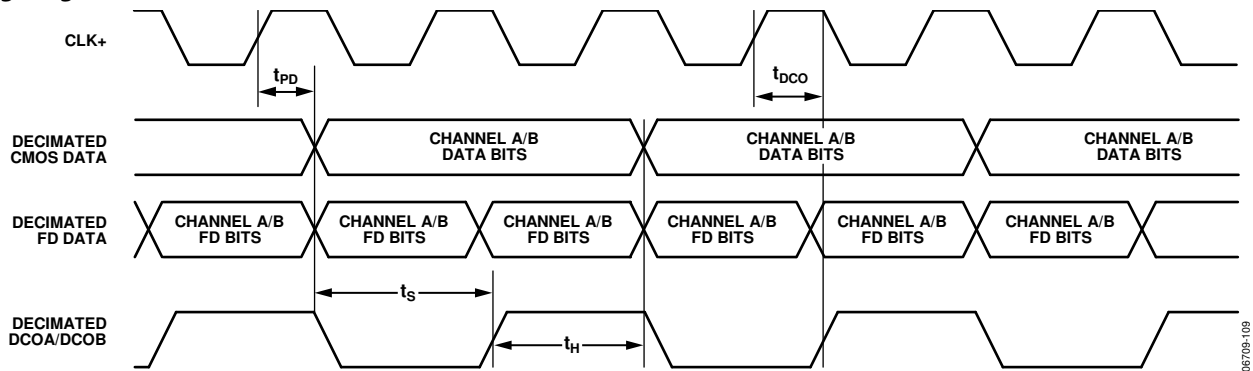 CLK+
tPD
tDCO
DECIMATED
CMOS DATA
CHANNEL A/B
DATA BITS
CHANNEL A/B
DATA BITS
CHANNEL A/B
DATA BITS
DECIMATED
FD DATA
CHANNEL A/B
FD BITS
CHANNEL A/B
FD BITS
CHANNEL A/B
FD BITS
CHANNEL A/B
FD BITS
CHANNEL A/B
FD BITS
CHANNEL A/B
FD BITS
tS
DECIMATED
DCOA/DCOB
tH
06709-109